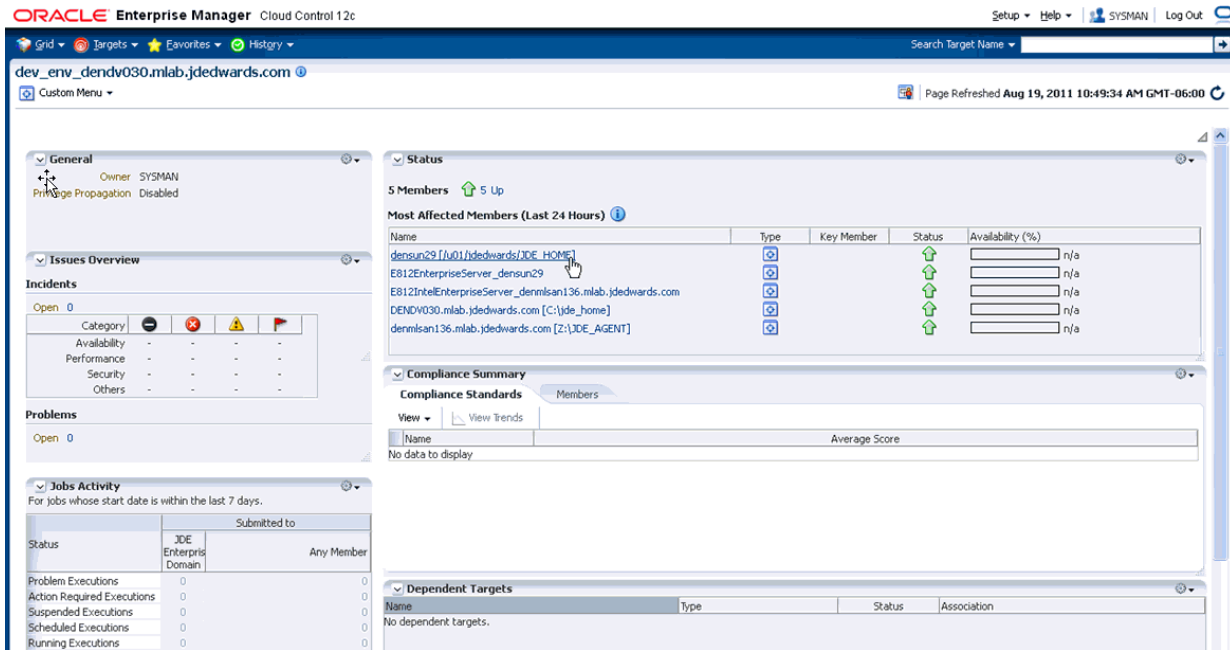 ORACLE Enterprise Manager Cloud Control 12c
Setup Help SYSMAN Log Out
Grid Targets Favorites History Search Target Name
dev_env_dendv030.mlab.jdedwards.com
Custom Menu Page Refreshed Aug 19, 2011 10:49:34 AM GMT-06:00
General
Owner SYSMAN
Privilege Propagation Disabled
Issues Overview
Incidents
Open 0
Category
Availability - - - -
Performance - - - -
Security - - - -
Others - - - -
Problems
Open 0
Jobs Activity
For jobs whose start date is within the last 7 days.
Submitted to
Status JDE Enterpris Domain Any Member
Problem Executions 0 0
Action Required Executions 0 0
Suspended Executions 0 0
Scheduled Executions 0 0
Running Executions 0 0
Status
5 Members 5 Up
Most Affected Members (Last 24 Hours)
Name Type Key Member Status Availability (%)
densun29 [/u01/jdedwards/JDE_HOME] n/a
E812EnterpriseServer_densun29 n/a
E812IntelEnterpriseServer_denmlsan136.mlab.jdedwards.com n/a
DENDV030.mlab.jdedwards.com [C:\jde_home] n/a
denmlsan136.mlab.jdedwards.com [Z:\JDE_AGENT] n/a
Compliance Summary
Compliance Standards Members
View View Trends
Name Average Score
No data to display
Dependent Targets
Name Type Status Association
No dependent targets.